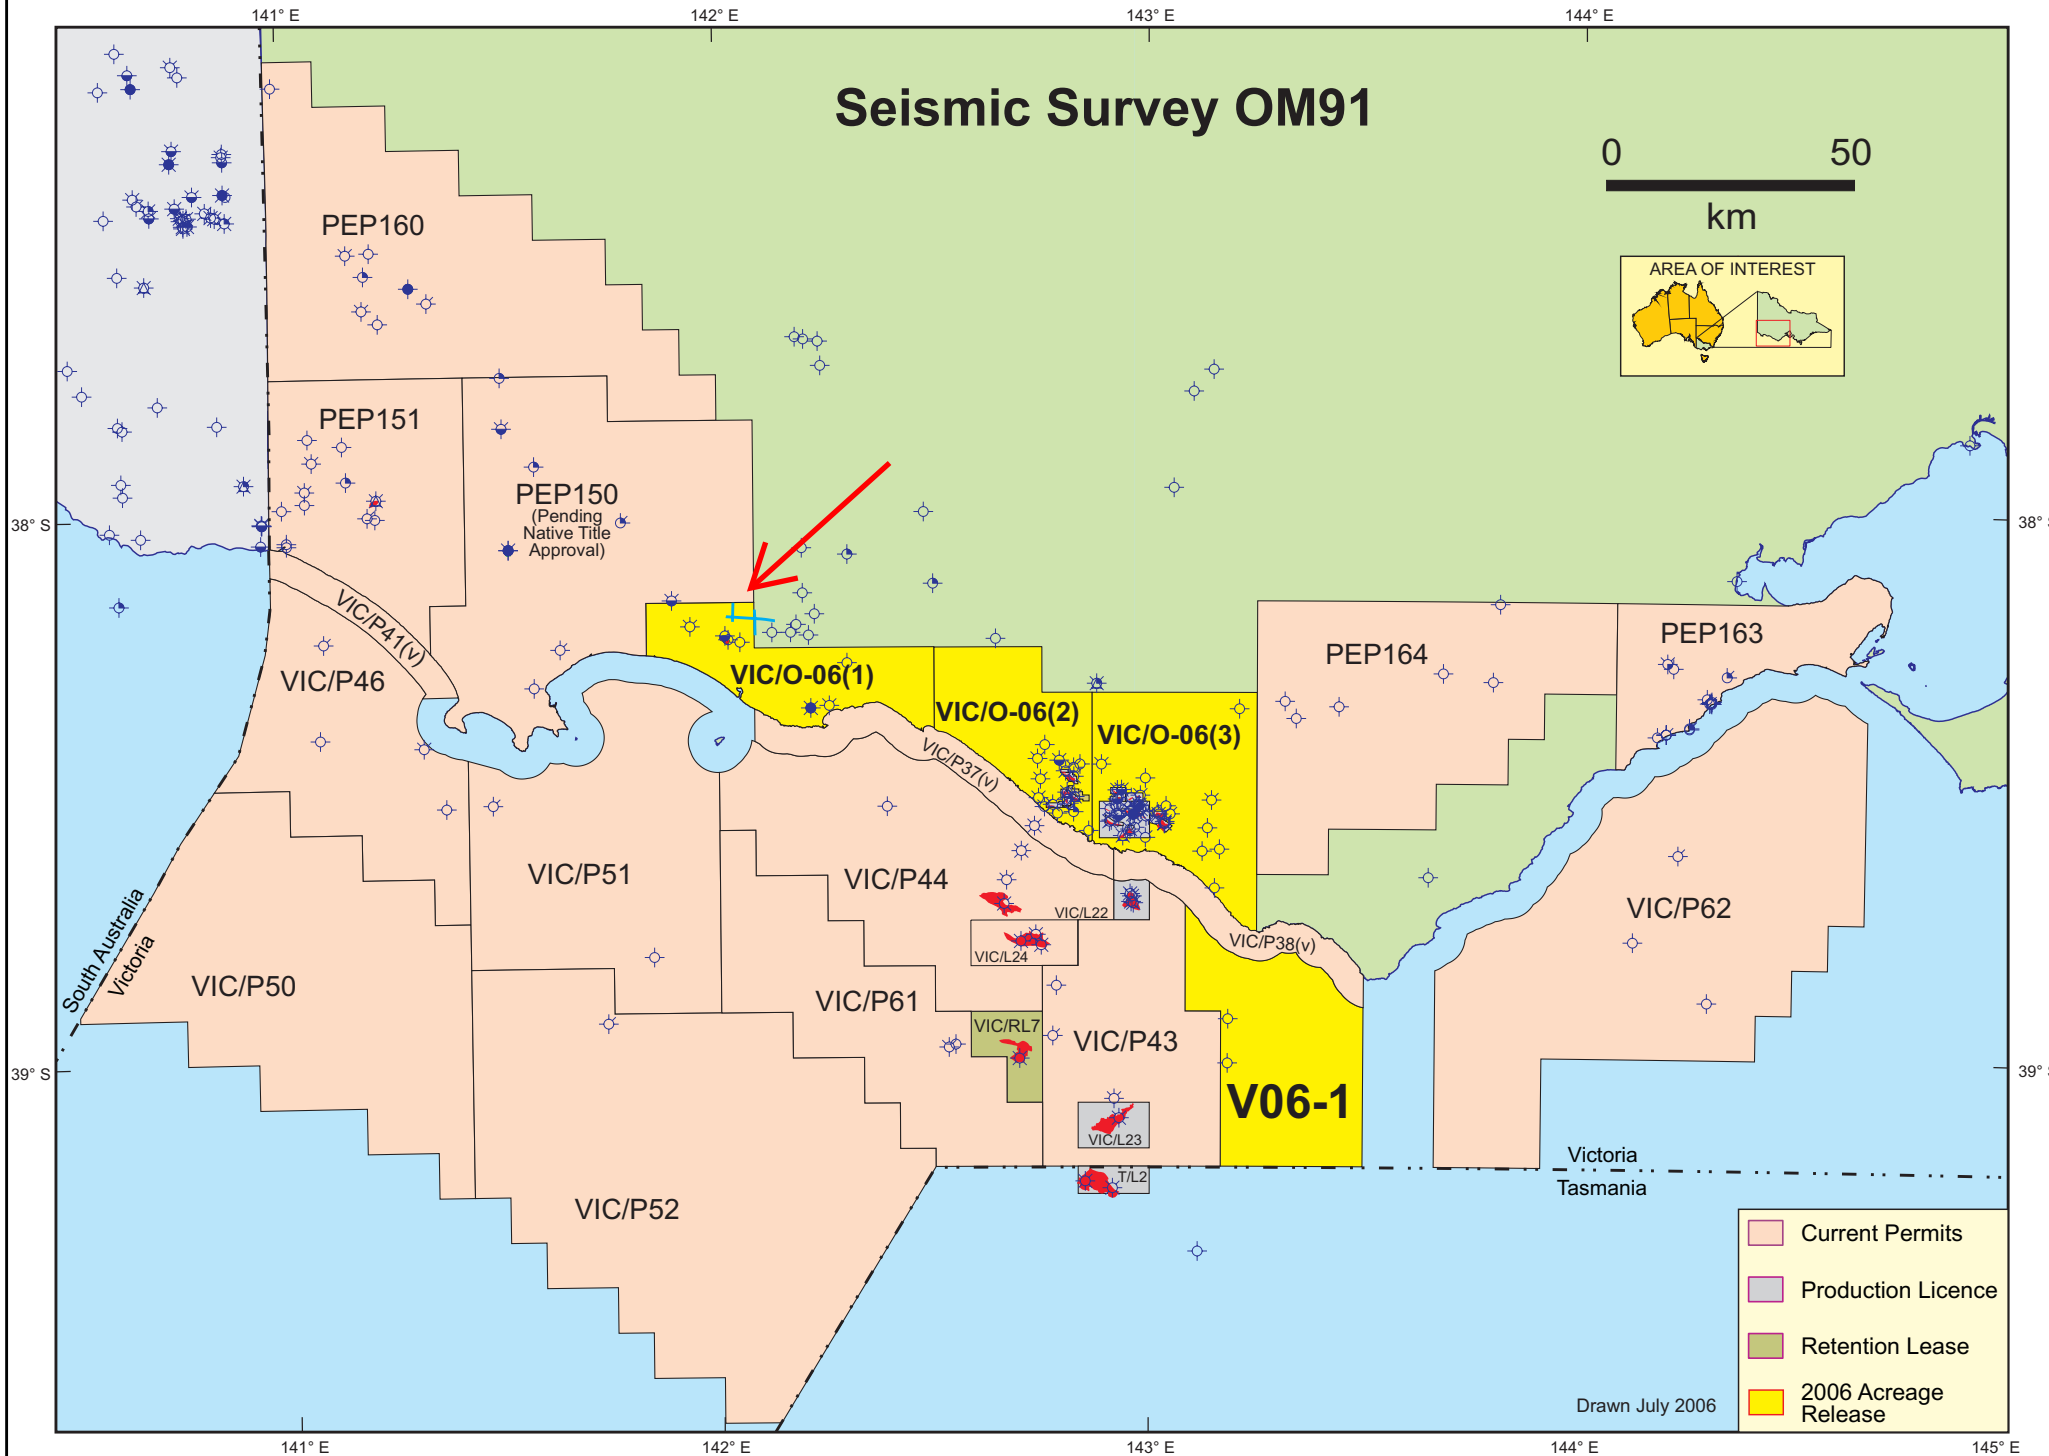 141° E
142° E
143° E
144° E
Seismic Survey OM91
0
50
km
AREA OF INTEREST
PEP160
PEP151
PEP150
(Pending
Native Title
Approval)
38° S
38° S
VIC/P41(v)
VIC/P46
VIC/O-06(1)
VIC/O-06(2)
VIC/O-06(3)
PEP164
PEP163
VIC/P37(v)
VIC/P51
VIC/P44
VIC/L22
VIC/P38(v)
VIC/P62
VIC/L24
South Australia
Victoria
VIC/P50
VIC/P61
VIC/RL7
VIC/P43
39° S
39° S
V06-1
VIC/L23
T/L2
Victoria
Tasmania
VIC/P52
Current Permits
Production Licence
Retention Lease
2006 Acreage
Release
Drawn July 2006
141° E
142° E
143° E
144° E
145° E